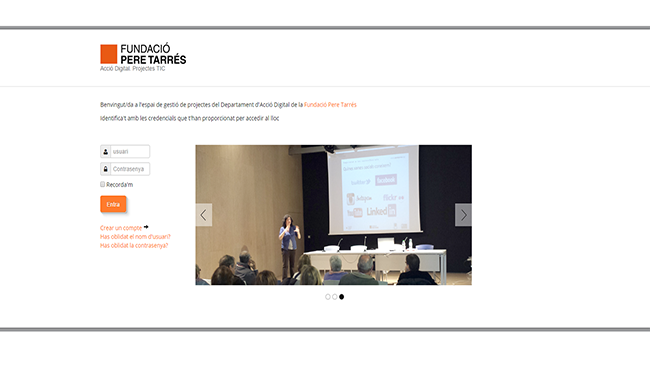 FUNDACIÓ
PERE TARRÉS
Acció Digital. Projectes TIC
Benvingut/da a l'espai de gestió de projectes del Departament d'Acció Digital de la Fundació Pere Tarrés
Identifica't amb les credencials que t'han proporcionat per accedir al lloc
usuari
Contrasenya
Recorda'm
Entra
Crear un compte
Has oblidat el nom d'usuari?
Has oblidat la contrasenya?
facebook
flickr
You Tube
LinkedIn